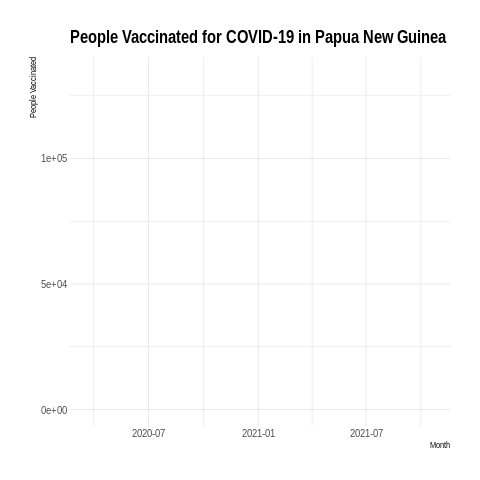 People Vaccinated for COVID-19 in Papua New Guinea
People Vaccinated
1e+05
5e+04
0e+00
2020-07 2021-01 2021-07
Month